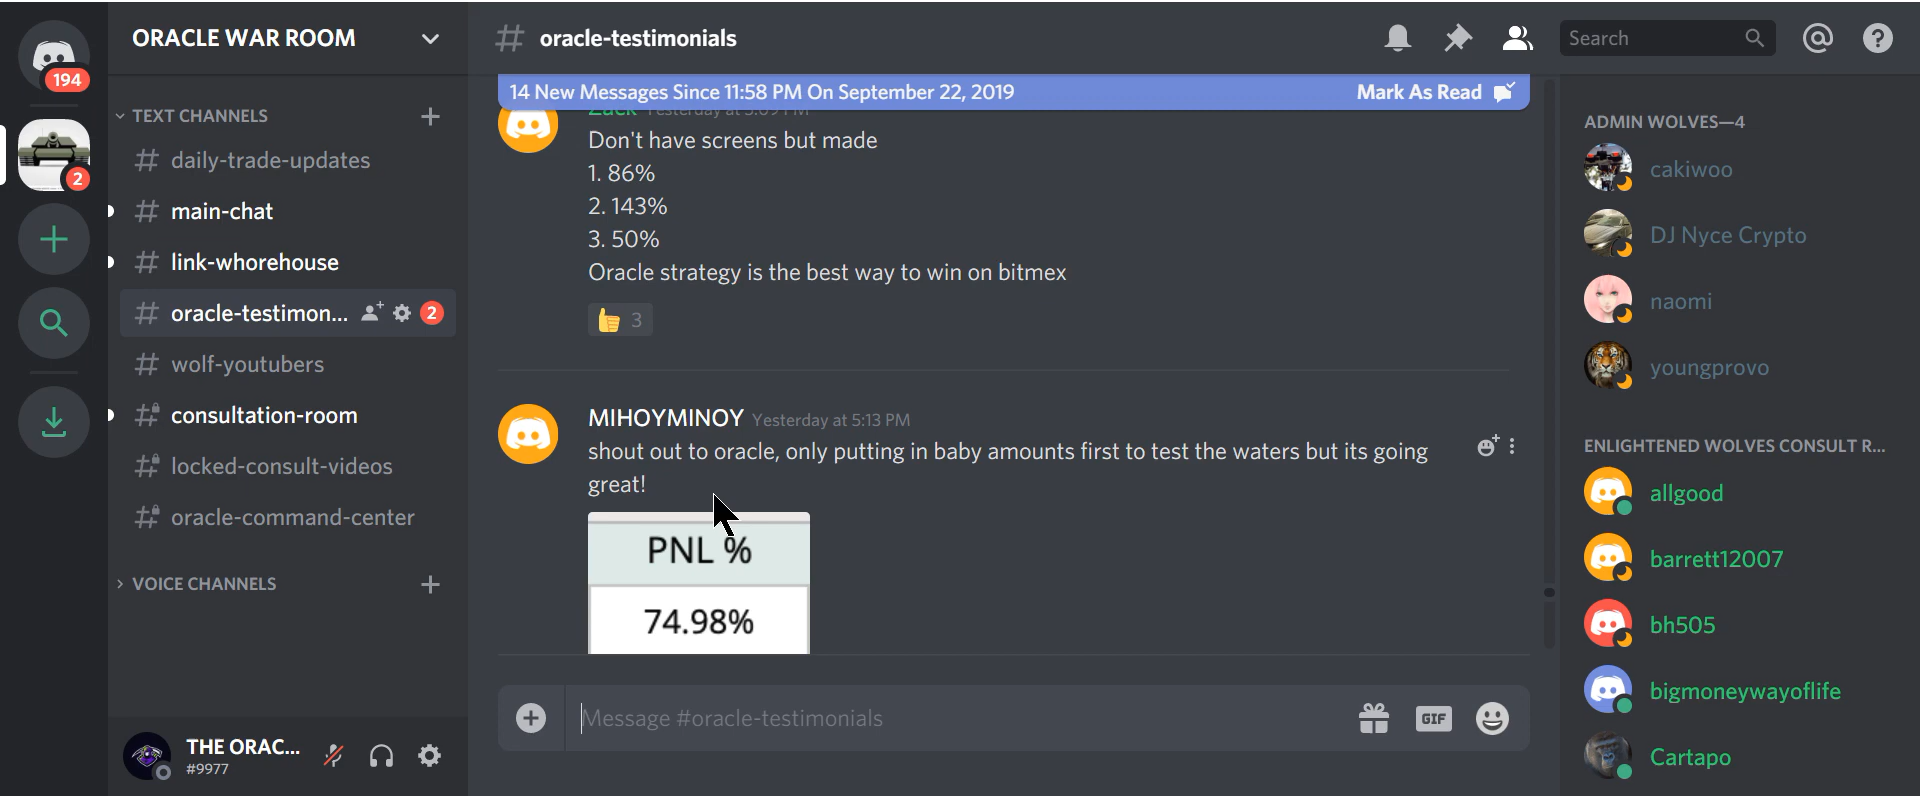 194
2
ORACLE WAR ROOM
TEXT CHANNELS
daily-trade-updates
main-chat
link-whorehouse
oracle-testimon... 2
wolf-youtubers
consultation-room
locked-consult-videos
oracle-command-center
VOICE CHANNELS
THE ORAC...
#9977
oracle-testimonials
Search
14 New Messages Since 11:58 PM On September 22, 2019 Mark As Read
Zack Yesterday at 5:09 PM
Don't have screens but made
1. 86%
2. 143%
3. 50%
Oracle strategy is the best way to win on bitmex
3
MIHOYMINOY Yesterday at 5:13 PM
shout out to oracle, only putting in baby amounts first to test the waters but its going
great!
PNL %
74.98%
Message #oracle-testimonials
GIF
ADMIN WOLVES—4
cakiwoo
DJ Nyce Crypto
naomi
youngprovo
ENLIGHTENED WOLVES CONSULT R...
allgood
barrett12007
bh505
bigmoneywayoflife
Cartapo